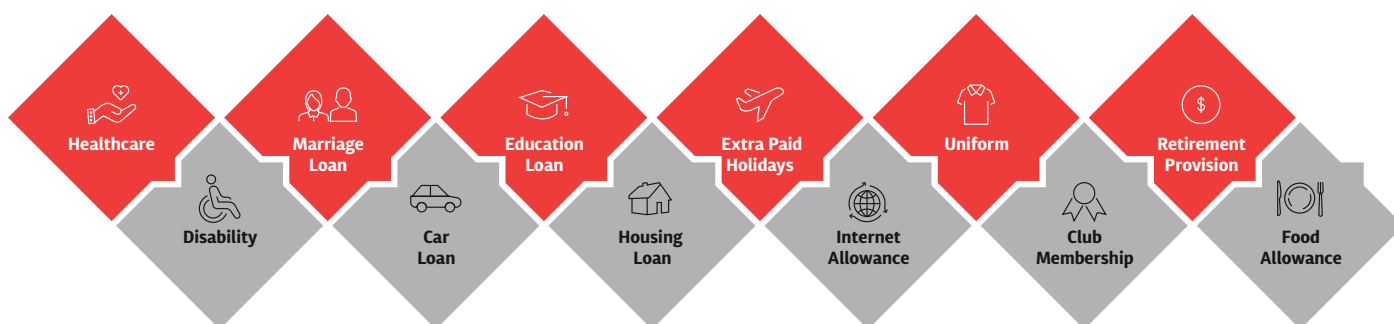 Healthcare
Marriage
Loan
Education
Loan
Extra Paid
Holidays
Uniform
$
Retirement
Provision
Disability
Car
Loan
Housing
Loan
Internet
Allowance
Club
Membership
Food
Allowance